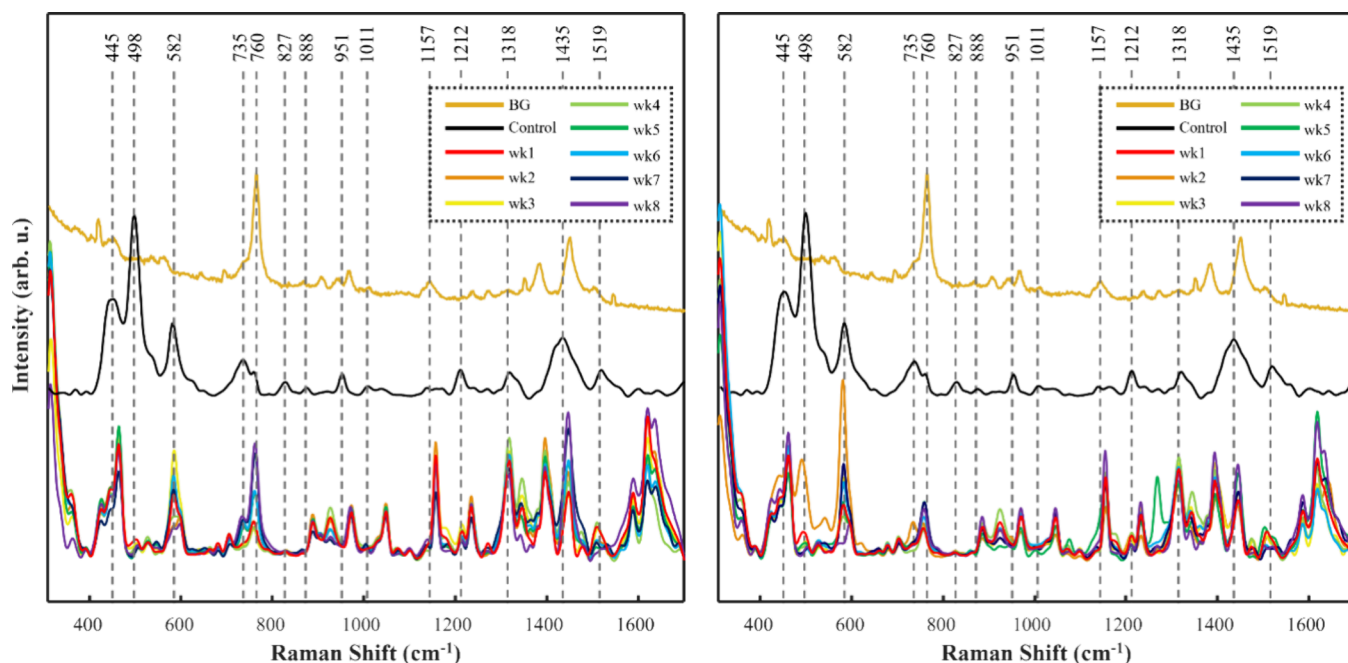 445 498 582 735 760 827 888 951 1011 1157 1212 1318 1435 1519
BG wk4
Control wk5
wk1 wk6
wk2 wk7
wk3 wk8
Intensity (arb. u.)
400 600 800 1000 1200 1400 1600
Raman Shift (cm⁻¹)
445 498 582 735 760 827 888 951 1011 1157 1212 1318 1435 1519
BG wk4
Control wk5
wk1 wk6
wk2 wk7
wk3 wk8
400 600 800 1000 1200 1400 1600
Raman Shift (cm⁻¹)